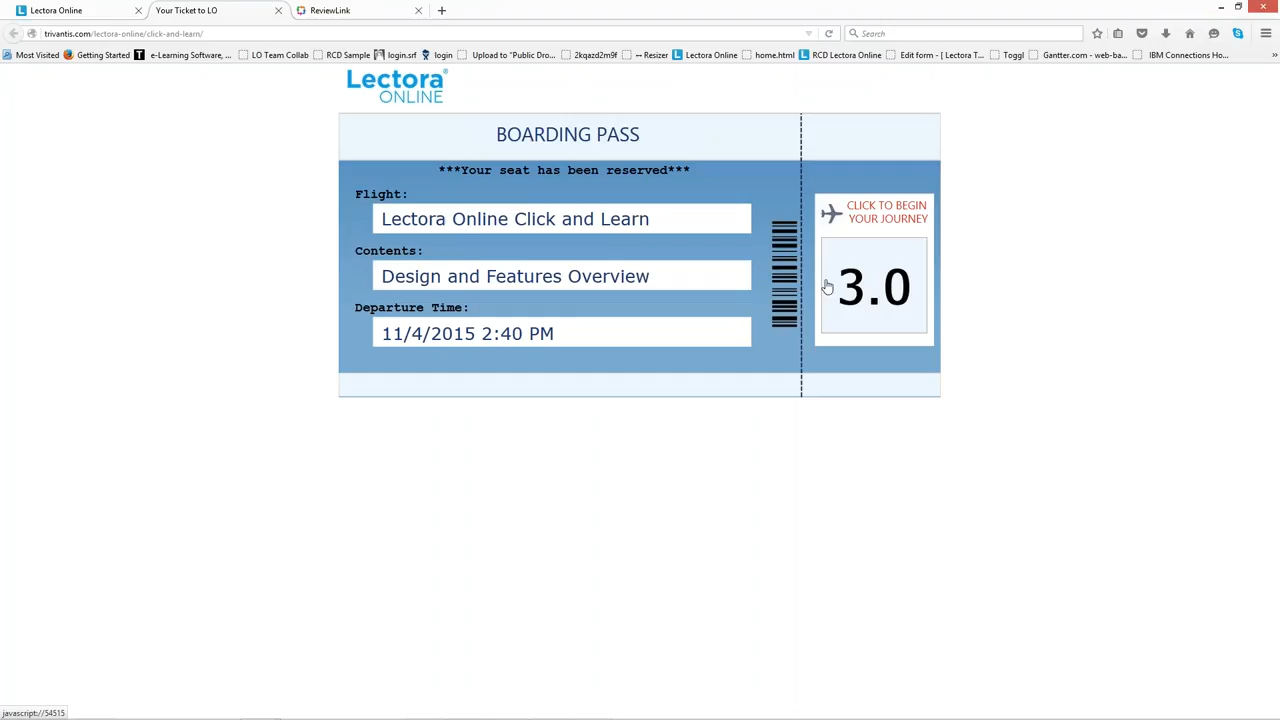 Lectora Online
Your Ticket to LO
ReviewLink
trivantis.com/lectora-online/click-and-learn/
Search
Most Visited
Getting Started
e-Learning Software, ...
LO Team Collab
RCD Sample
login.srf
login
Upload to "Public Dro...
2kqazd2m9f
-- Resizer
Lectora Online
home.html
RCD Lectora Online
Edit form - [ Lectora T...
Toggl
Gantter.com - web-ba...
IBM Connections Ho...
Lectora®
ONLINE
BOARDING PASS
***Your seat has been reserved***
Flight:
Lectora Online Click and Learn
Contents:
Design and Features Overview
Departure Time:
11/4/2015 2:40 PM
CLICK TO BEGIN
YOUR JOURNEY
3.0
javascript://54515